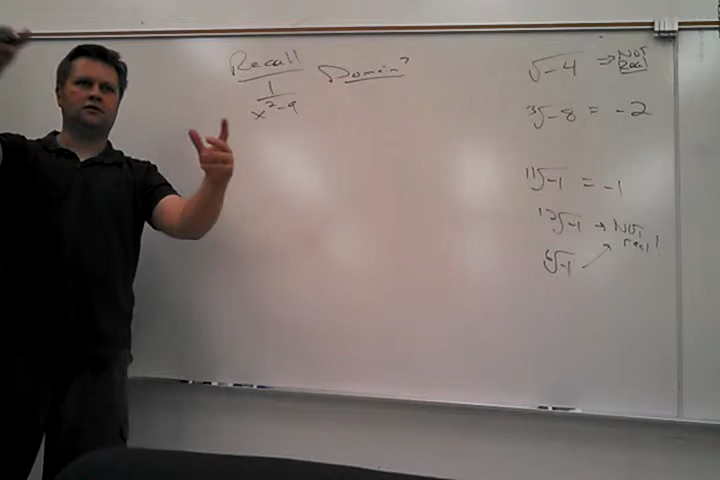 Recall Domain?
1
x²-9
√-4 ⇒ Not Real
³√-8 = -2
¹¹√-1 = -1
¹²√-1 → Not real!
⁶√-1